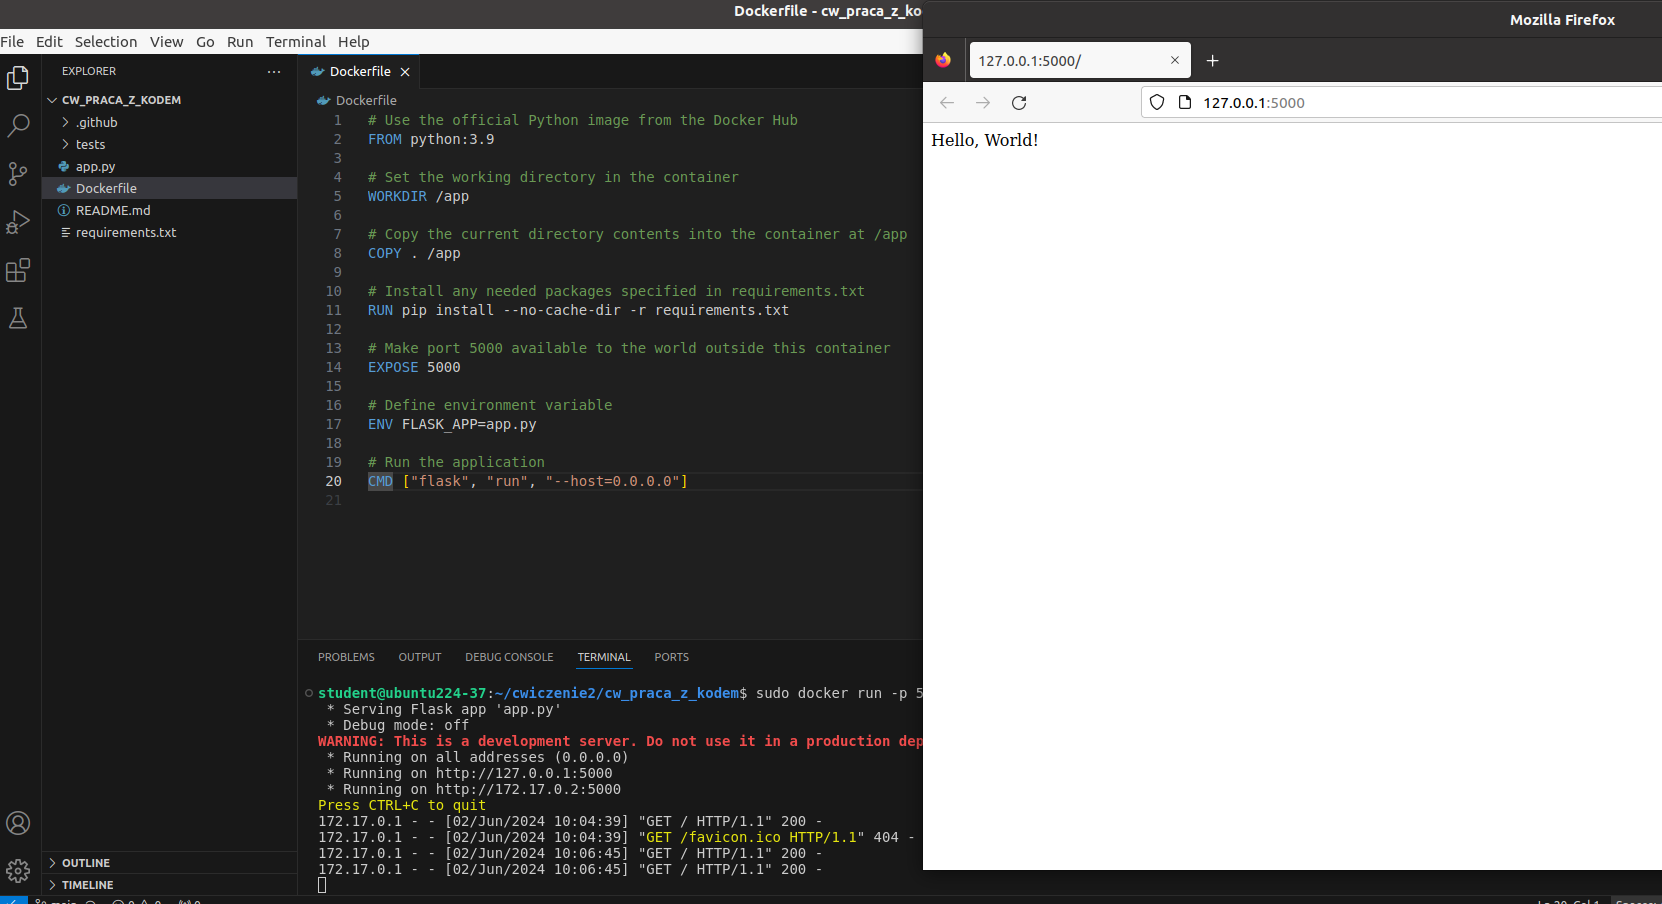 Dockerfile - cw_praca_z_ko
File Edit Selection View Go Run Terminal Help
EXPLORER
CW_PRACA_Z_KODEM
.github
tests
app.py
Dockerfile
README.md
requirements.txt
OUTLINE
TIMELINE
Dockerfile
Dockerfile
1 # Use the official Python image from the Docker Hub
2 FROM python:3.9
3
4 # Set the working directory in the container
5 WORKDIR /app
6
7 # Copy the current directory contents into the container at /app
8 COPY . /app
9
10 # Install any needed packages specified in requirements.txt
11 RUN pip install --no-cache-dir -r requirements.txt
12
13 # Make port 5000 available to the world outside this container
14 EXPOSE 5000
15
16 # Define environment variable
17 ENV FLASK_APP=app.py
18
19 # Run the application
20 CMD ["flask", "run", "--host=0.0.0.0"]
21
PROBLEMS OUTPUT DEBUG CONSOLE TERMINAL PORTS
student@ubuntu224-37:~/cwiczenie2/cw_praca_z_kodem$ sudo docker run -p 5
* Serving Flask app 'app.py'
* Debug mode: off
WARNING: This is a development server. Do not use it in a production dep
* Running on all addresses (0.0.0.0)
* Running on http://127.0.0.1:5000
* Running on http://172.17.0.2:5000
Press CTRL+C to quit
172.17.0.1 - - [02/Jun/2024 10:04:39] "GET / HTTP/1.1" 200 -
172.17.0.1 - - [02/Jun/2024 10:04:39] "GET /favicon.ico HTTP/1.1" 404 -
172.17.0.1 - - [02/Jun/2024 10:06:45] "GET / HTTP/1.1" 200 -
172.17.0.1 - - [02/Jun/2024 10:06:45] "GET / HTTP/1.1" 200 -
Mozilla Firefox
127.0.0.1:5000/
127.0.0.1:5000
Hello, World!